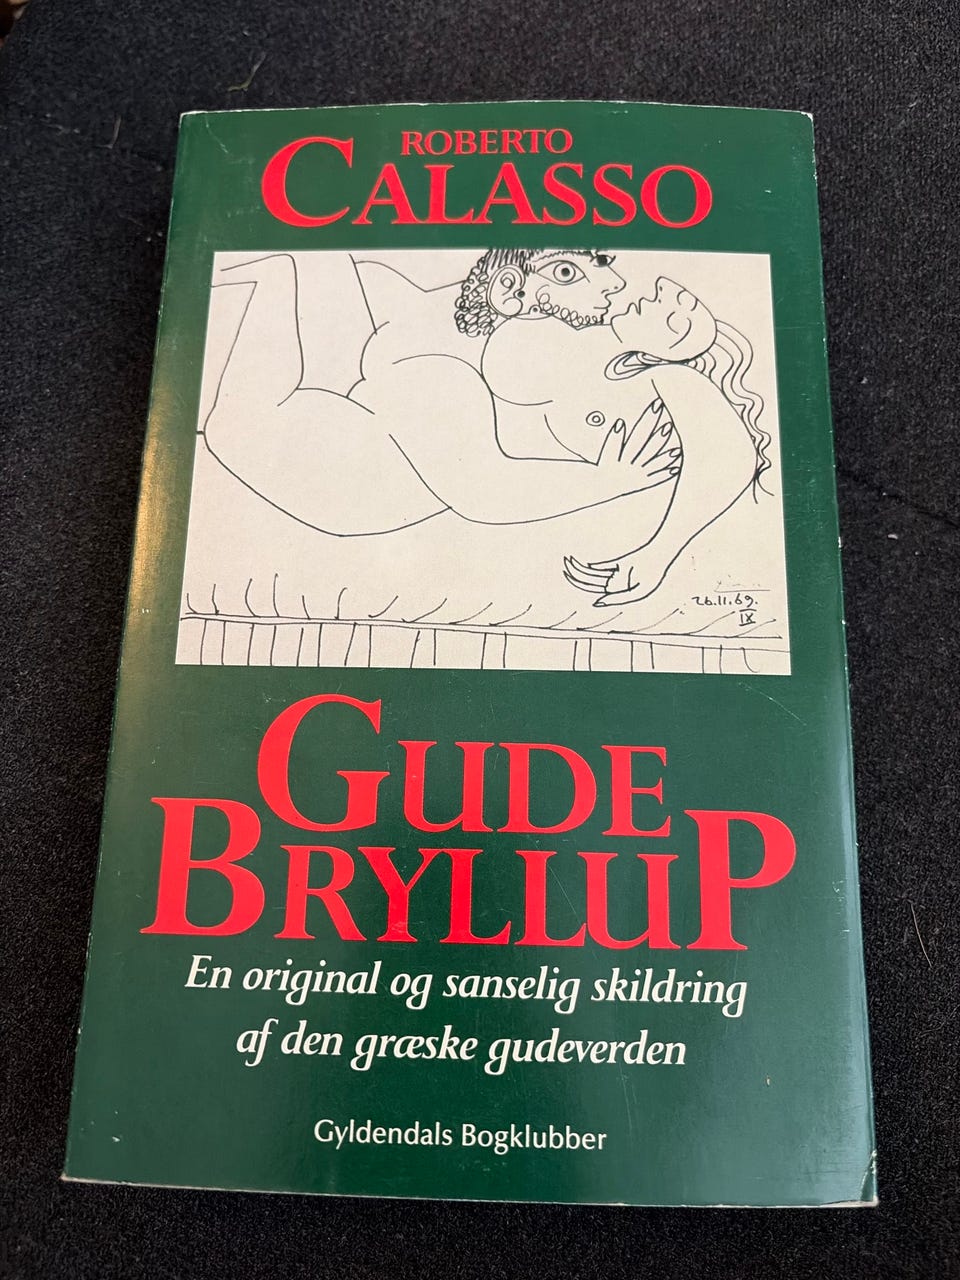 ROBERTO
CALASSO
26.11.69.
IX
GUDE
BRYLLUP
En original og sanselig skildring
af den græske gudeverden
Gyldendals Bogklubber